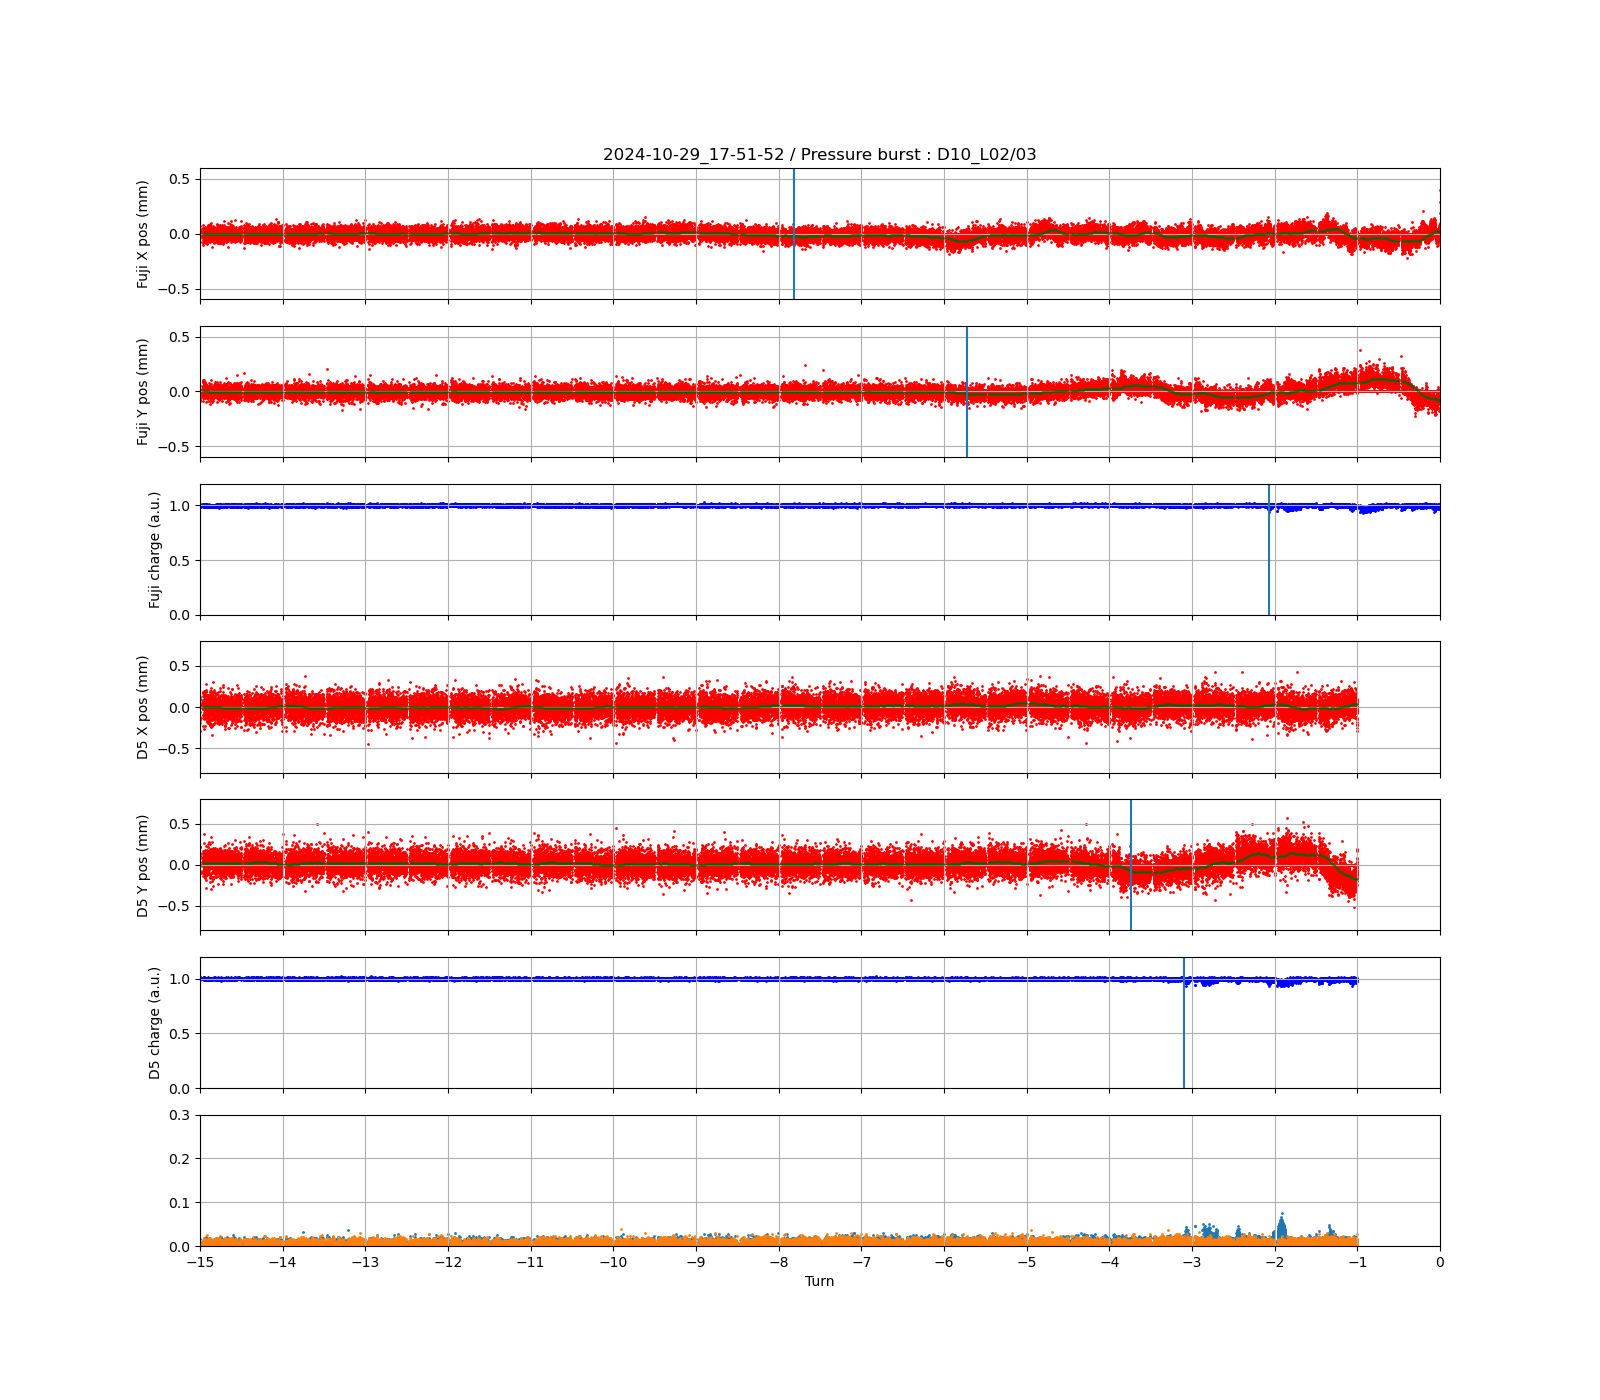 2024-10-29_17-51-52 / Pressure burst : D10_L02/03
Fuji X pos (mm)
0.5
0.0
−0.5
Fuji Y pos (mm)
0.5
0.0
−0.5
Fuji charge (a.u.)
1.0
0.5
0.0
D5 X pos (mm)
0.5
0.0
−0.5
D5 Y pos (mm)
0.5
0.0
−0.5
D5 charge (a.u.)
1.0
0.5
0.0
0.3
0.2
0.1
0.0
−15 −14 −13 −12 −11 −10 −9 −8 −7 −6 −5 −4 −3 −2 −1 0
Turn